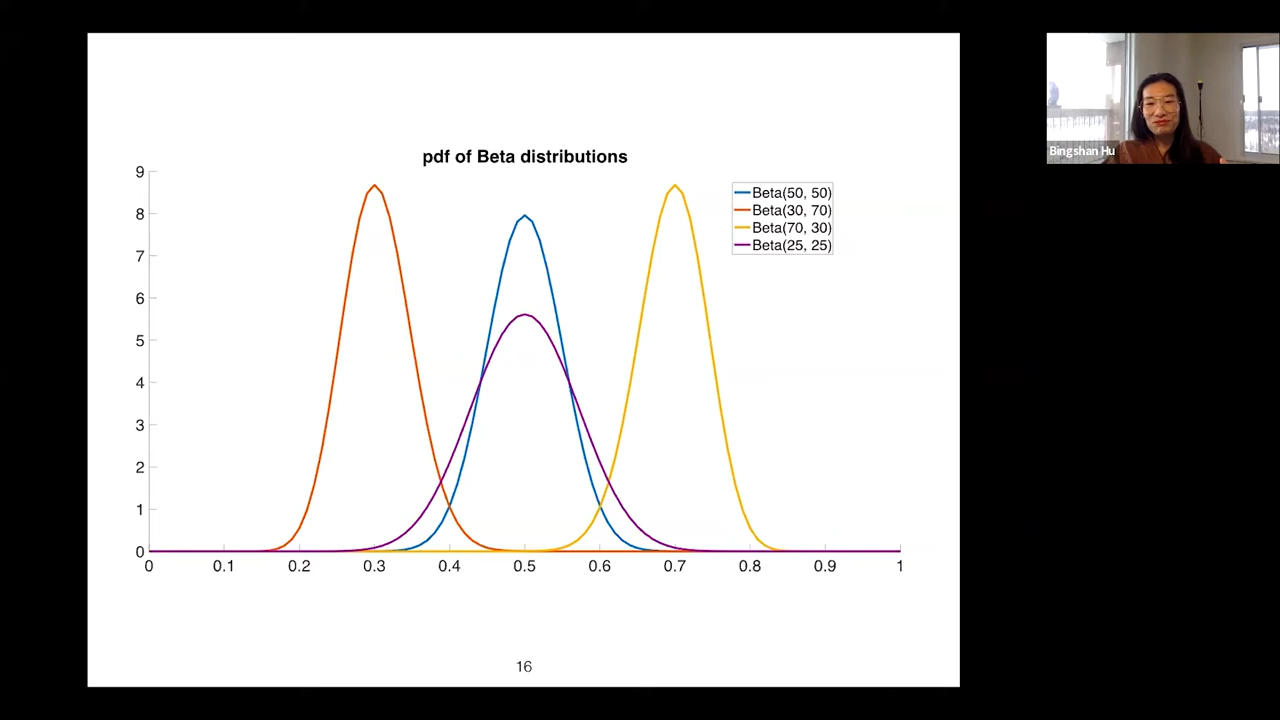 pdf of Beta distributions
9
8
7
6
5
4
3
2
1
0
Beta(50, 50)
Beta(30, 70)
Beta(70, 30)
Beta(25, 25)
0 0.1 0.2 0.3 0.4 0.5 0.6 0.7 0.8 0.9 1
16
Bingshan Hu